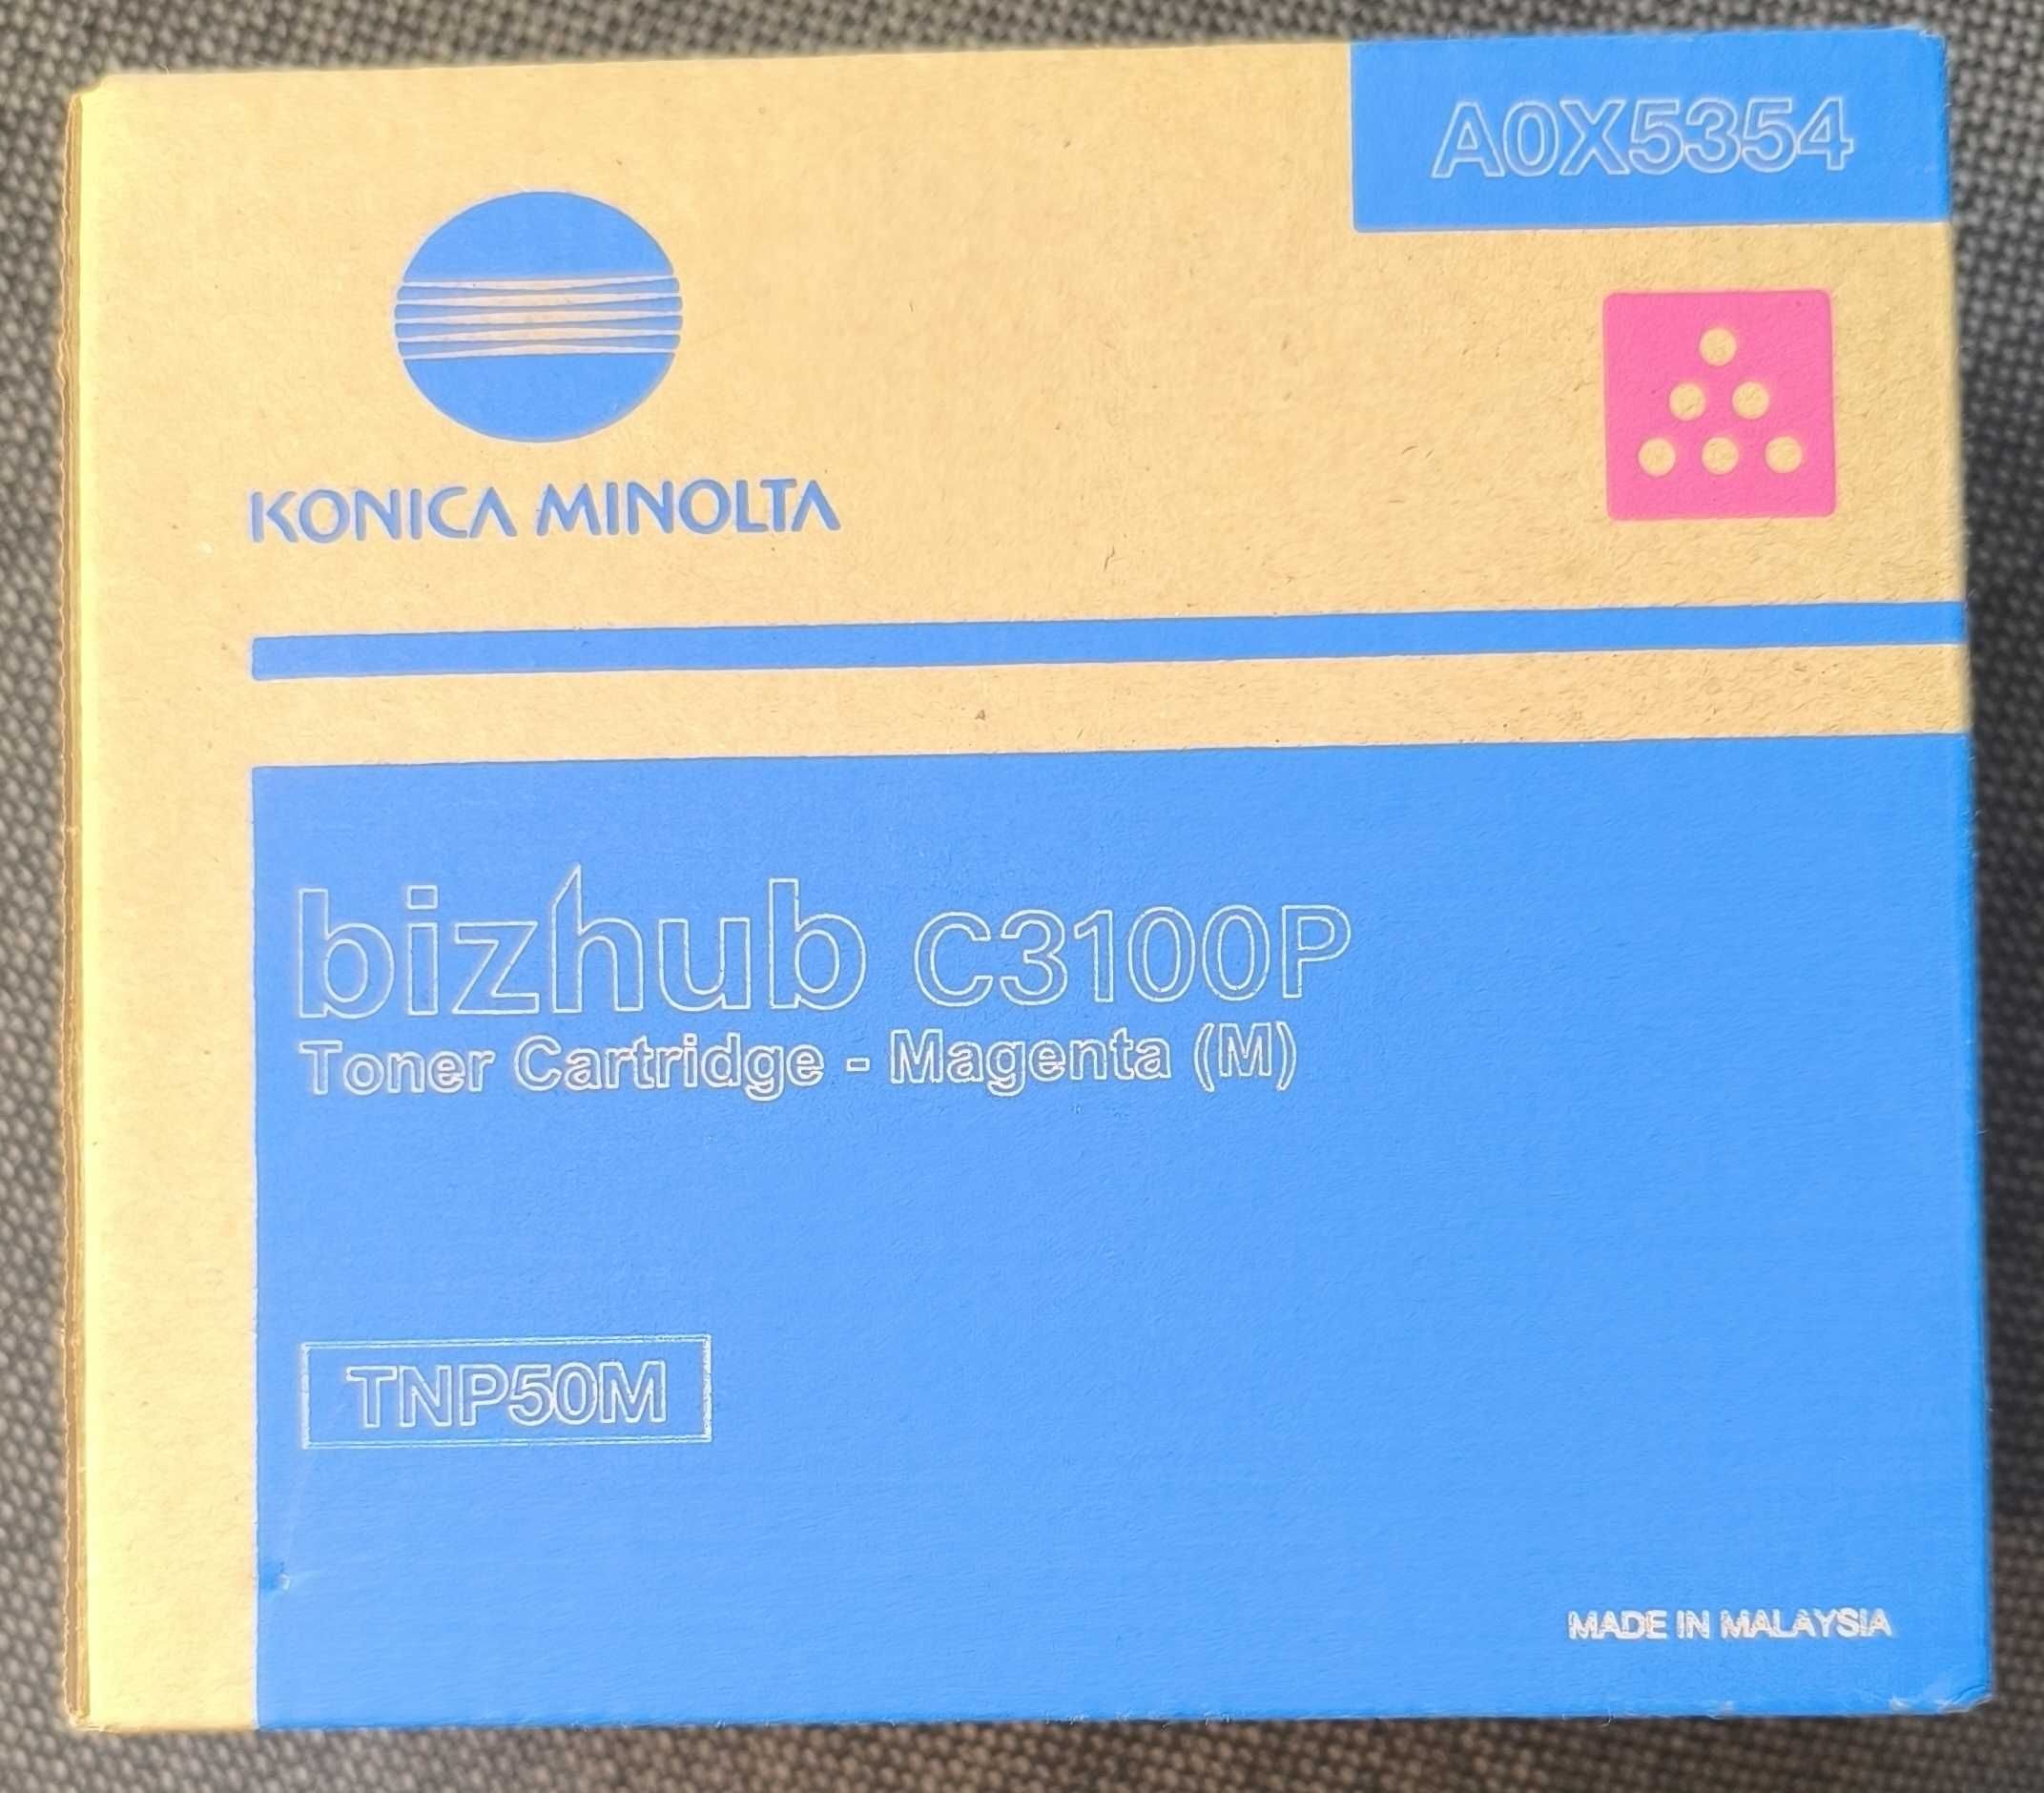 A0X5354
KONICA MINOLTA
bizhub C3100P
Toner Cartridge - Magenta (M)
TNP50M
MADE IN MALAYSIA